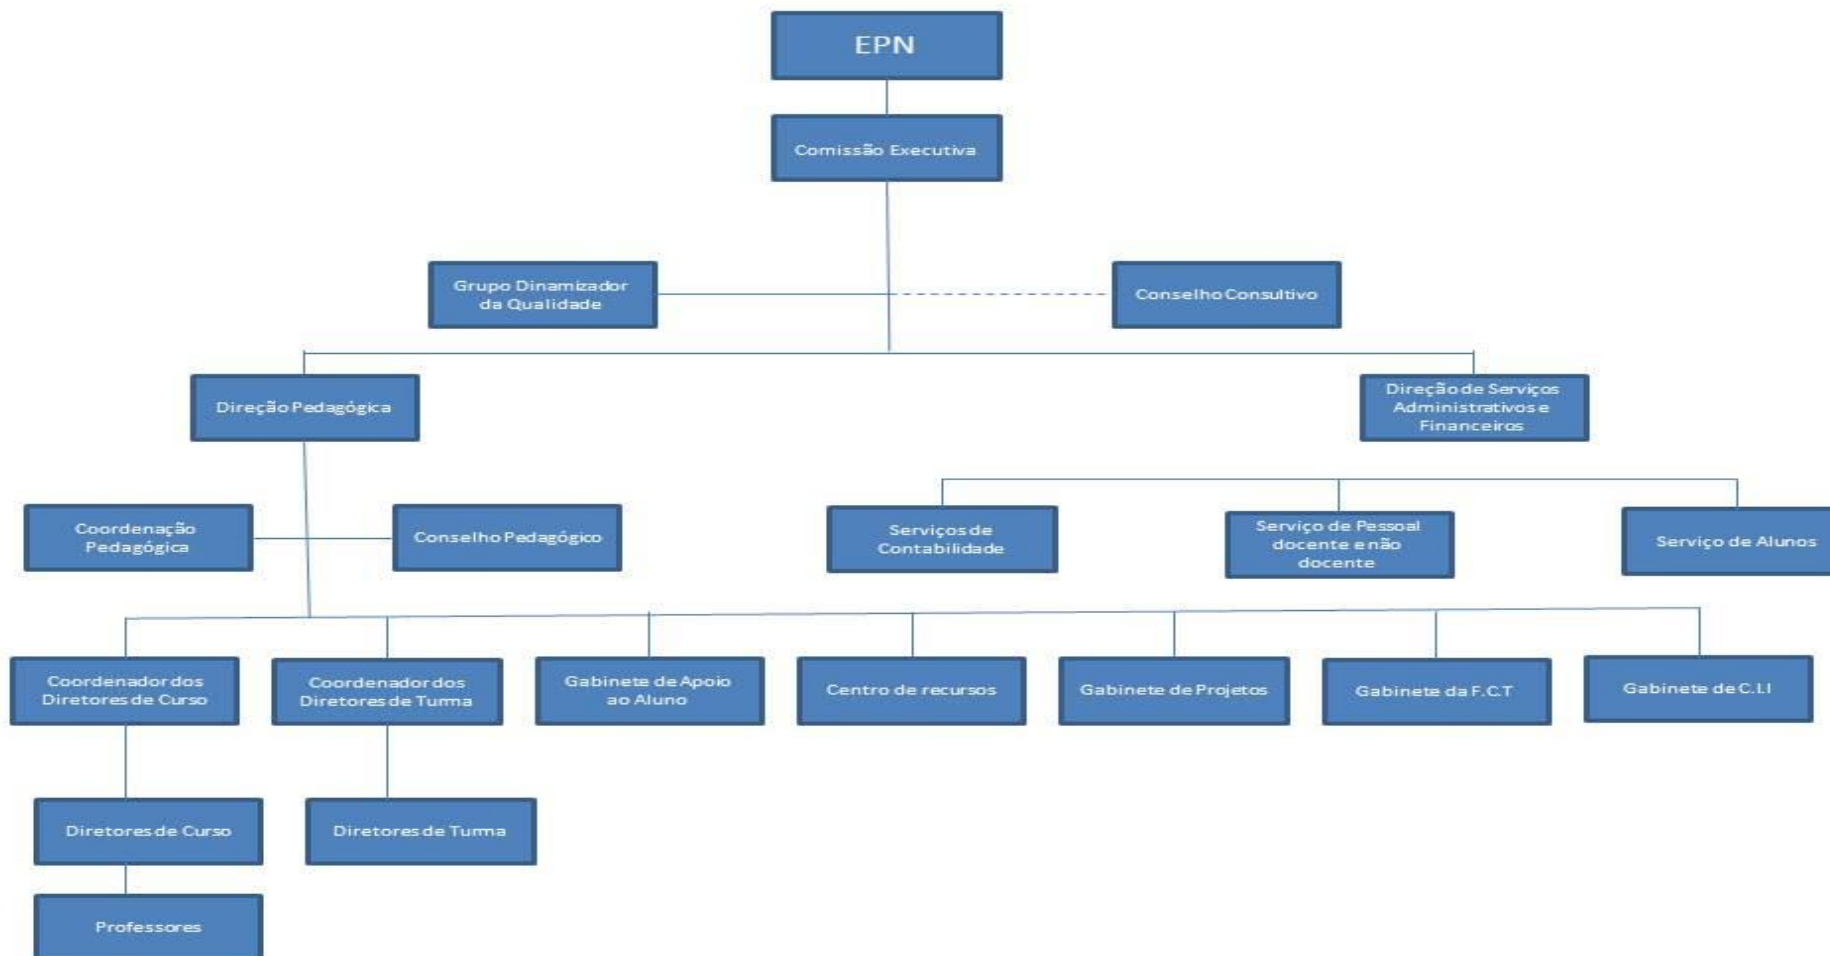 EPN
Comissão Executiva
Grupo Dinamizador
da Qualidade
Conselho Consultivo
Direção Pedagógica
Direção de Serviços
Administrativos e
Financeiros
Coordenação
Pedagógica
Conselho Pedagógico
Serviços de
Contabilidade
Serviço de Pessoal
docente e não
docente
Serviço de Alunos
Coordenador dos
Diretores de Curso
Coordenador dos
Diretores de Turma
Gabinete de Apoio
ao Aluno
Centro de recursos
Gabinete de Projetos
Gabinete da F.C.T
Gabinete de C.I.I
Diretores de Curso
Diretores de Turma
Professores